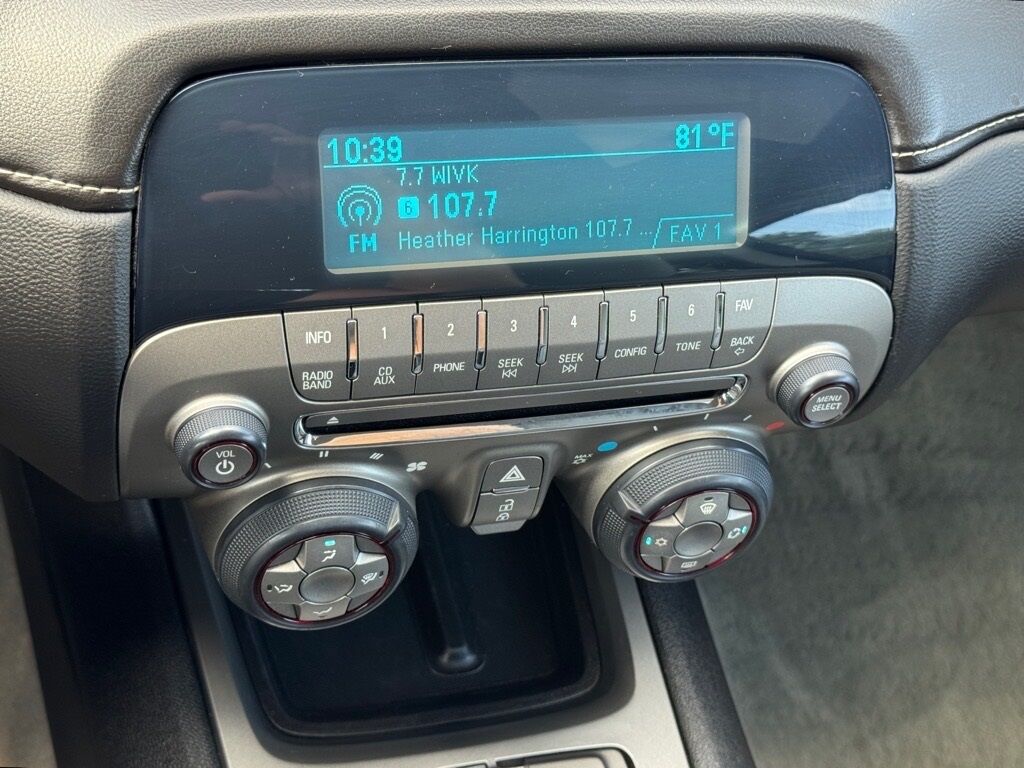 10:39 81°F
7.7 WIVK
6 107.7
FM Heather Harrington 107.7 ... FAV 1
INFO 1 2 3 4 5 6 FAV
RADIO BAND CD AUX PHONE SEEK SEEK CONFIG TONE BACK
VOL
MENU SELECT
MAX